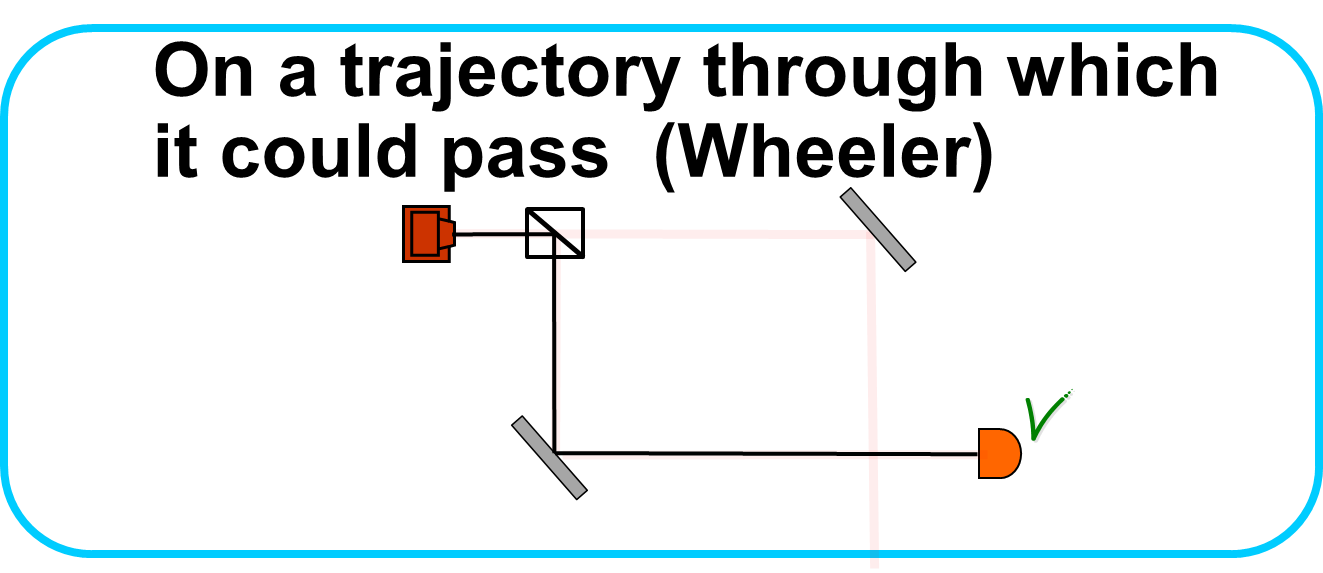 On a trajectory through which
it could pass (Wheeler)